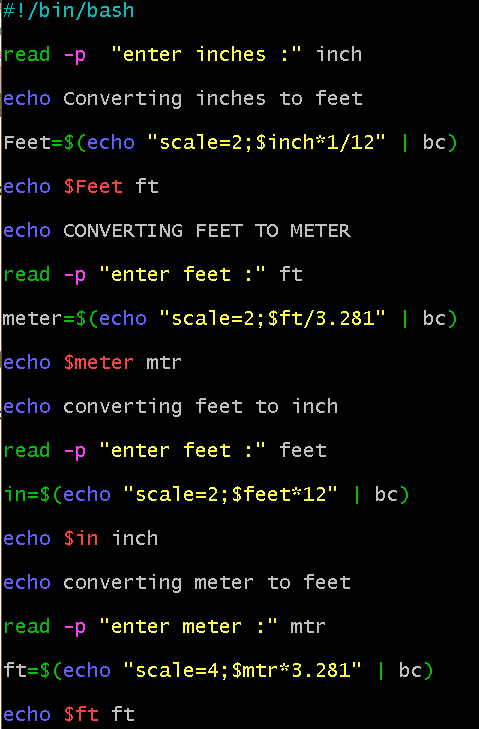 #!/bin/bash
read -p  "enter inches :" inch
echo Converting inches to feet
Feet=$(echo "scale=2;$inch*1/12" | bc)
echo $Feet ft
echo CONVERTING FEET TO METER
read -p "enter feet :" ft
meter=$(echo "scale=2;$ft/3.281" | bc)
echo $meter mtr
echo converting feet to inch
read -p "enter feet :" feet
in=$(echo "scale=2;$feet*12" | bc)
echo $in inch
echo converting meter to feet
read -p "enter meter :" mtr
ft=$(echo "scale=4;$mtr*3.281" | bc)
echo $ft ft